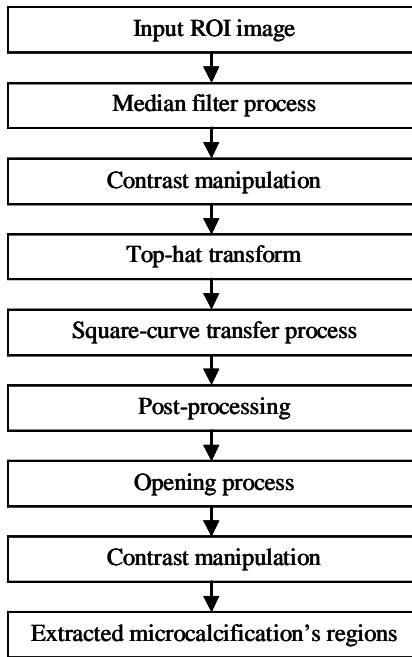 Input ROI image
Median filter process
Contrast manipulation
Top-hat transform
Square-curve transfer process
Post-processing
Opening process
Contrast manipulation
Extracted microcalcification’s regions